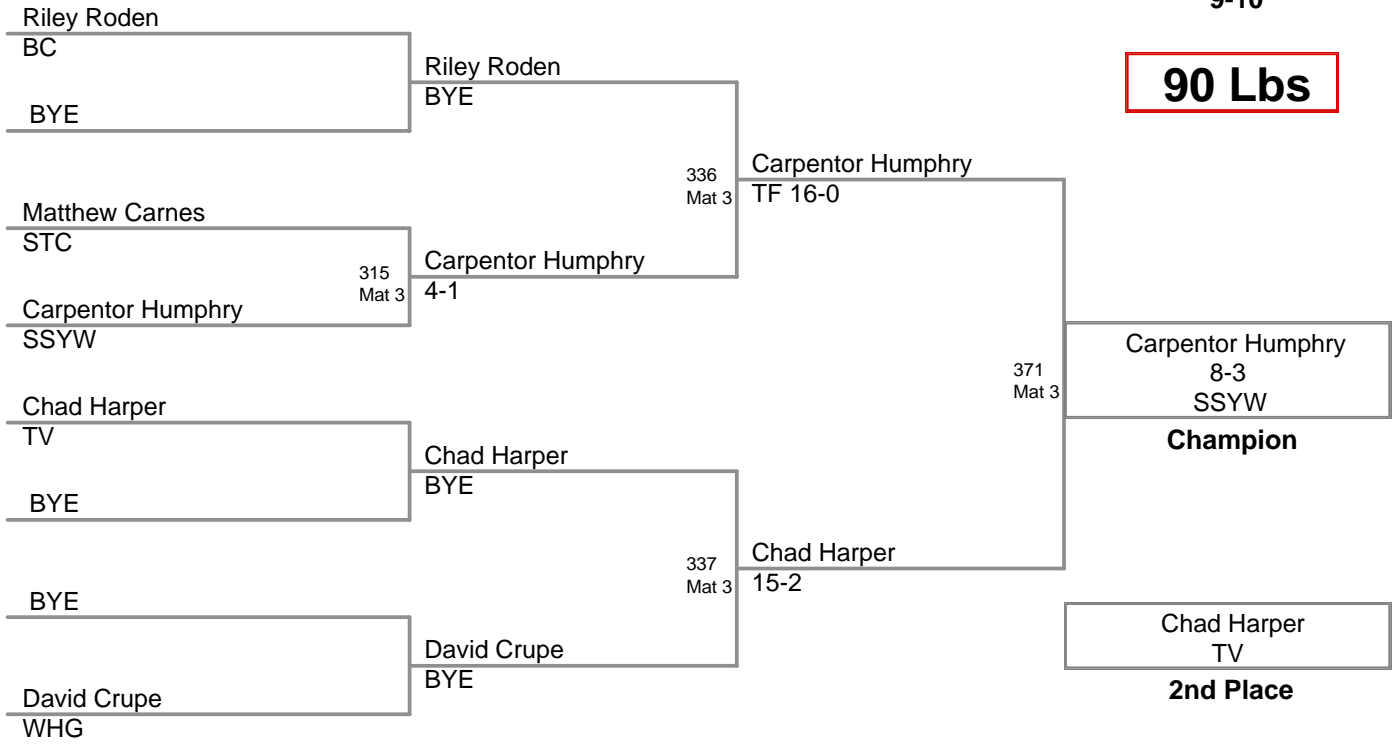 9-10
90 Lbs
Riley Roden
BC
BYE
Matthew Carnes
STC
Carpentor Humphry
SSYW
Chad Harper
TV
BYE
BYE
David Crupe
WHG
315
Mat 3
Riley Roden
BYE
Carpentor Humphry
4-1
Chad Harper
BYE
David Crupe
BYE
336
Mat 3
337
Mat 3
Carpentor Humphry
TF 16-0
Chad Harper
15-2
371
Mat 3
Carpentor Humphry
8-3
SSYW
Champion
Chad Harper
TV
2nd Place